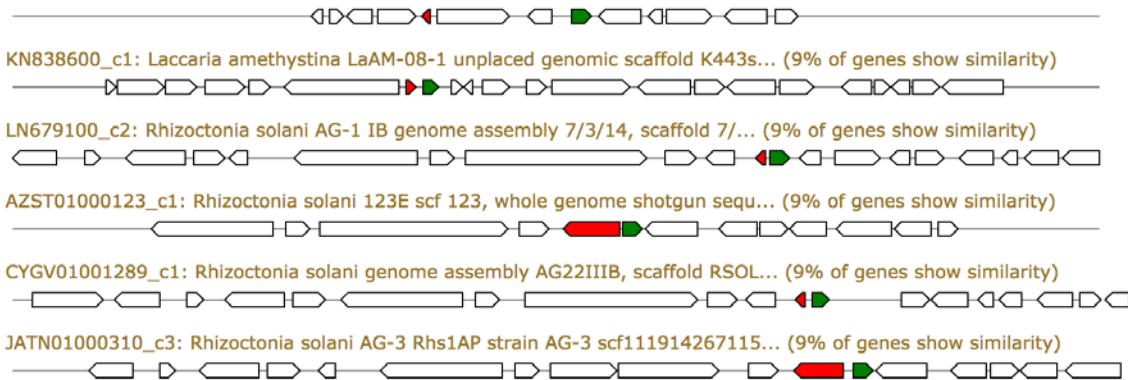 KN838600_c1: Laccaria amethystina LaAM-08-1 unplaced genomic scaffold K443s... (9% of genes show similarity)
LN679100_c2: Rhizoctonia solani AG-1 IB genome assembly 7/3/14, scaffold 7/... (9% of genes show similarity)
AZST01000123_c1: Rhizoctonia solani 123E scf 123, whole genome shotgun sequ... (9% of genes show similarity)
CYGV01001289_c1: Rhizoctonia solani genome assembly AG22IIIB, scaffold RSOL... (9% of genes show similarity)
JATN01000310_c3: Rhizoctonia solani AG-3 Rhs1AP strain AG-3 scf111914267115... (9% of genes show similarity)